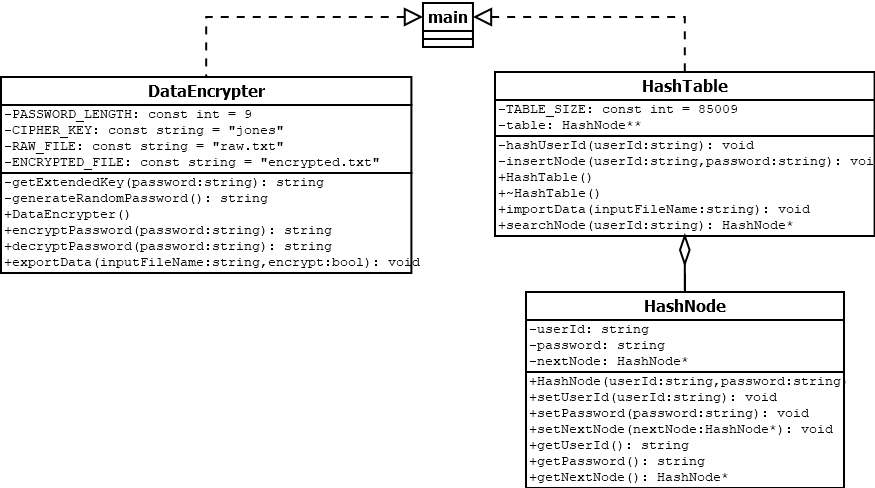 main
DataEncrypter
-PASSWORD_LENGTH: const int = 9
-CIPHER_KEY: const string = "jones"
-RAW_FILE: const string = "raw.txt"
-ENCRYPTED_FILE: const string = "encrypted.txt"
-getExtendedKey(password:string): string
-generateRandomPassword(): string
+DataEncrypter()
+encryptPassword(password:string): string
+decryptPassword(password:string): string
+exportData(inputFileName:string,encrypt:bool): void
HashTable
-TABLE_SIZE: const int = 85009
-table: HashNode**
-hashUserId(userId:string): void
-insertNode(userId:string,password:string): voi
+HashTable()
+~HashTable()
+importData(inputFileName:string): void
+searchNode(userId:string): HashNode*
HashNode
-userId: string
-password: string
-nextNode: HashNode*
+HashNode(userId:string,password:string)
+setUserId(userId:string): void
+setPassword(password:string): void
+setNextNode(nextNode:HashNode*): void
+getUserId(): string
+getPassword(): string
+getNextNode(): HashNode*